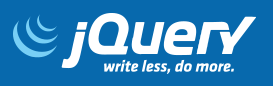 jQuery
write less, do more.